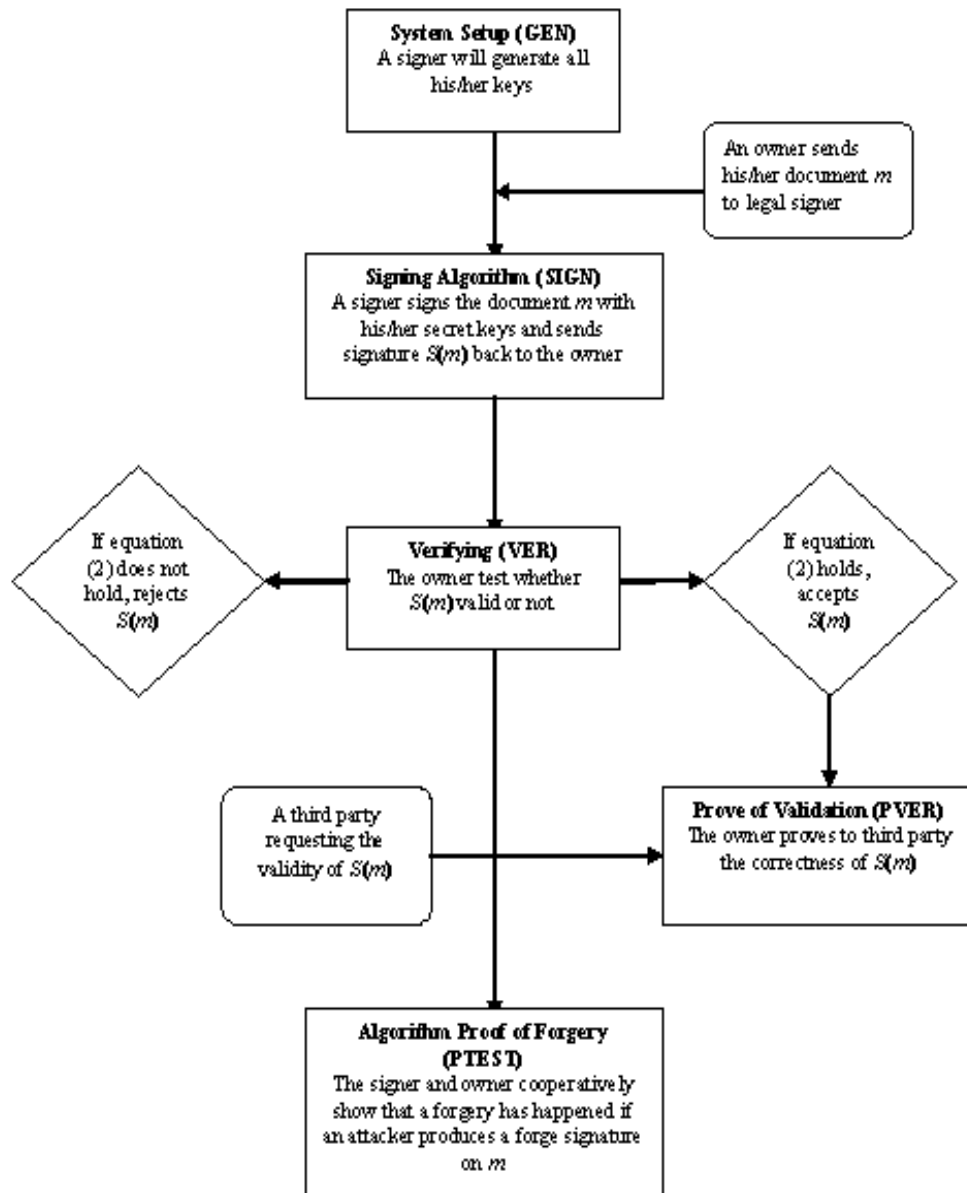 System Setup (GEN)
A signer will generate all
his/her keys
An owner sends
his/her document m
to legal signer
Signing Algorithm (SIGN)
A signer signs the document m with
his/her secret keys and sends
signature S(m) back to the owner
If equation
(2) does not
hold, rejects
S(m)
Verifying (VER)
The owner test whether
S(m) valid or not
If equation
(2) holds,
accepts
S(m)
A third party
requesting the
validity of S(m)
Prove of Validation (PVER)
The owner proves to third party
the correctness of S(m)
Algorithm Proof of Forgery
(PTEST)
The signer and owner cooperatively
show that a forgery has happened if
an attacker produces a forge signature
on m